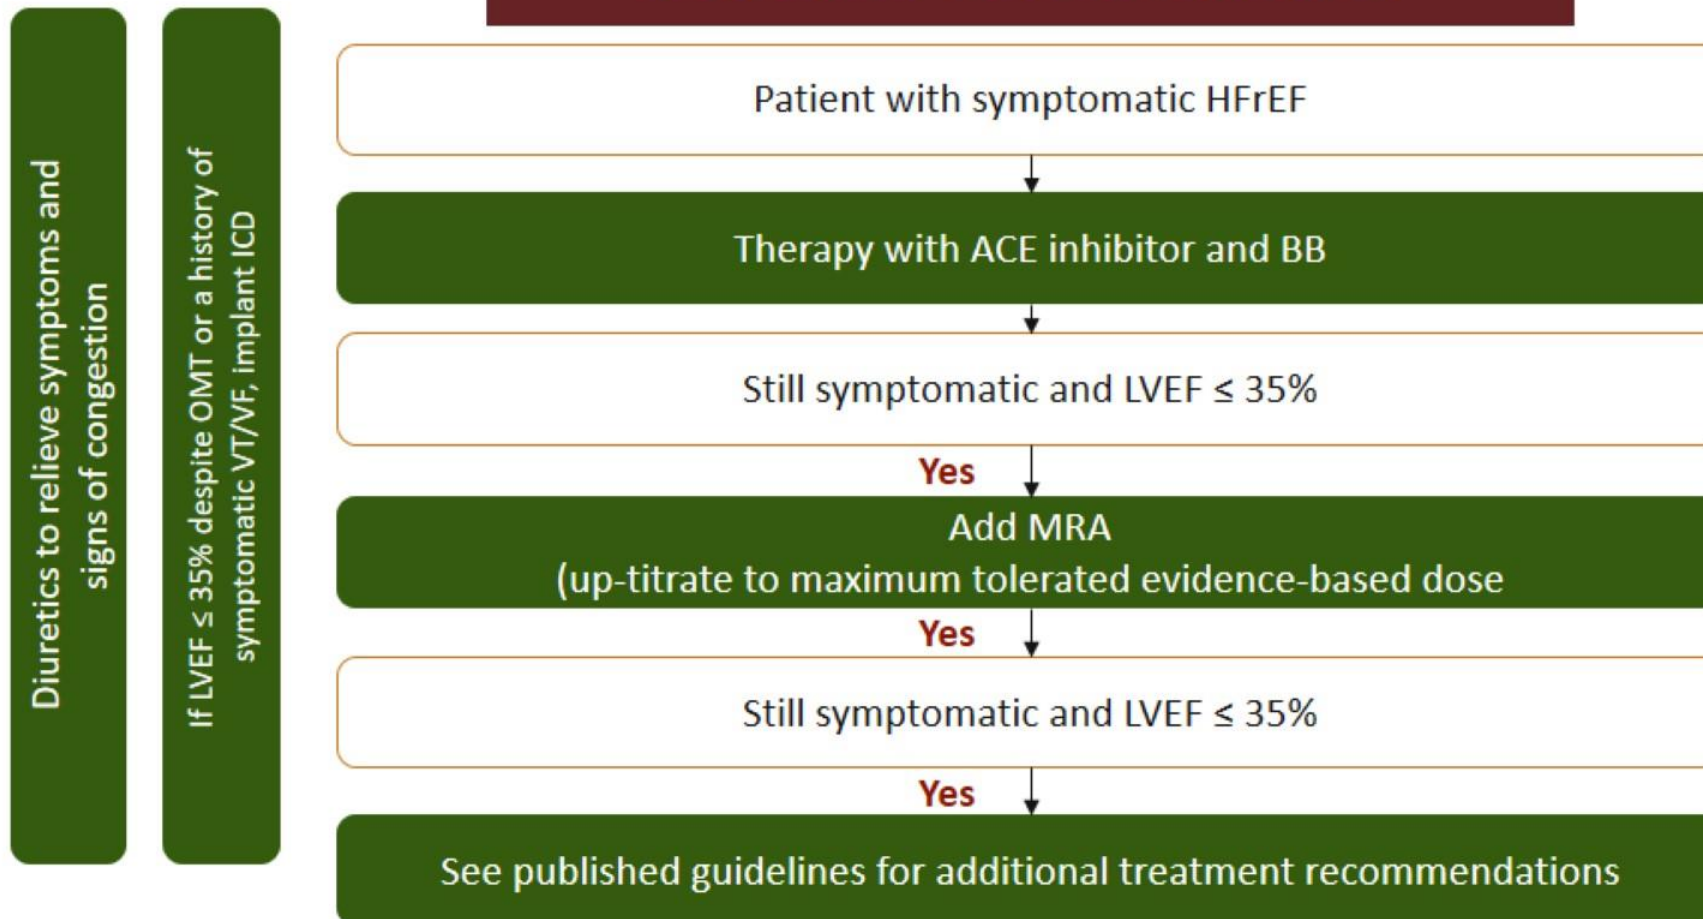 Diuretics to relieve symptoms and
signs of congestion
If LVEF ≤ 35% despite OMT or a history of
symptomatic VT/VF, implant ICD
Patient with symptomatic HFrEF
Therapy with ACE inhibitor and BB
Still symptomatic and LVEF ≤ 35%
Yes
Add MRA
(up-titrate to maximum tolerated evidence-based dose
Yes
Still symptomatic and LVEF ≤ 35%
Yes
See published guidelines for additional treatment recommendations